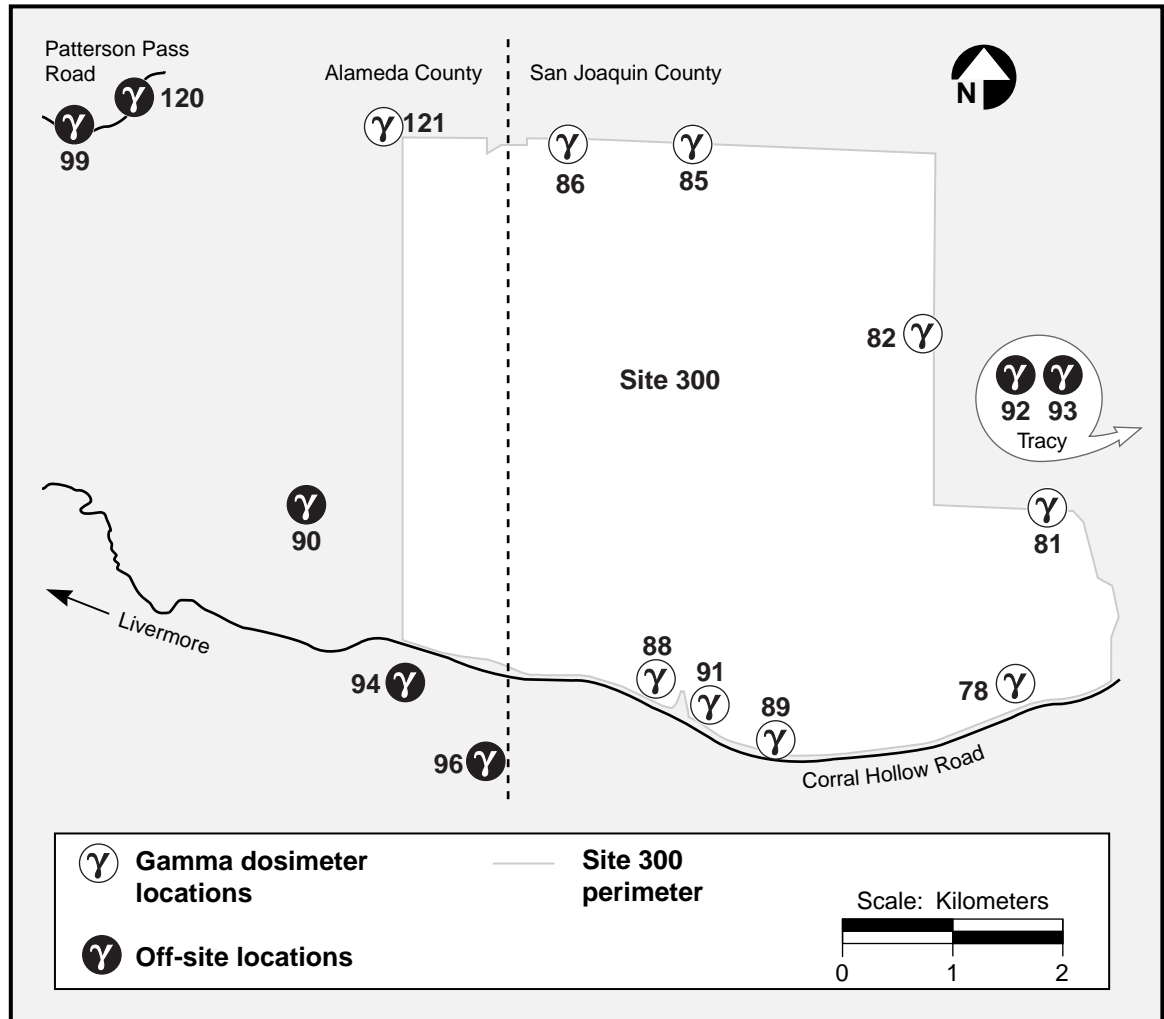 Patterson Pass
Road
Alameda County
San Joaquin County
N
γ 120
γ
99
γ 121
γ
86
γ
85
82 γ
Site 300
γ γ
92 93
Tracy
γ
90
γ
81
Livermore
94 γ
88
γ
91
γ
89
γ
78 γ
96 γ
Corral Hollow Road
γ Gamma dosimeter
locations
Site 300
perimeter
γ Off-site locations
Scale: Kilometers
0 1 2